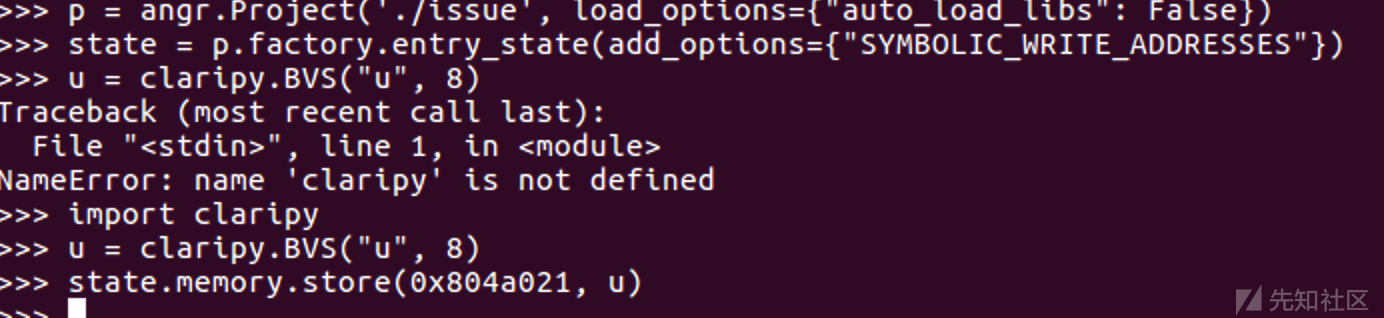 >>> p = angr.Project('./issue', load_options={"auto_load_libs": False})
>>> state = p.factory.entry_state(add_options={"SYMBOLIC_WRITE_ADDRESSES"})
>>> u = claripy.BVS("u", 8)
Traceback (most recent call last):
  File "<stdin>", line 1, in <module>
NameError: name 'claripy' is not defined
>>> import claripy
>>> u = claripy.BVS("u", 8)
>>> state.memory.store(0x804a021, u)
>>>
先知社区